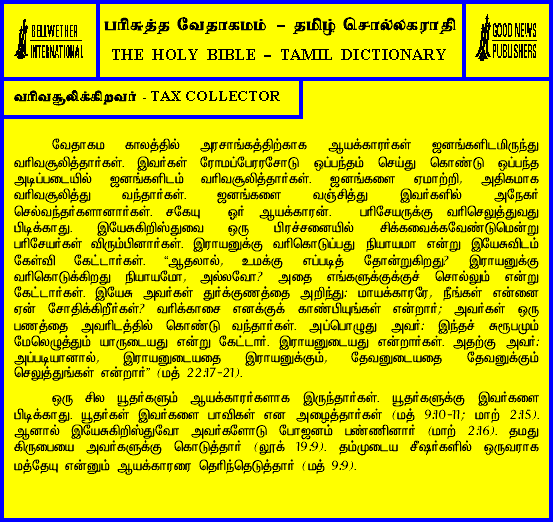 BELLWETHER
INTERNATIONAL
பரிசுத்த வேதாகமம் – தமிழ் சொல்லகராதி
THE HOLY BIBLE – TAMIL DICTIONARY
GOOD NEWS
PUBLISHERS
வரிவசூலிக்கிறவர் - TAX COLLECTOR
வேதாகம காலத்தில் அரசாங்கத்திற்காக ஆயக்காரர்கள் ஜனங்களிடமிருந்து
வரிவசூலித்தார்கள். இவர்கள் ரோமப்பேரரசோடு ஒப்பந்தம் செய்து கொண்டு ஒப்பந்த
அடிப்படையில் ஜனங்களிடம் வரிவசூலித்தார்கள். ஜனங்களை ஏமாற்றி, அதிகமாக
வரிவசூலித்து வந்தார்கள். ஜனங்களை வஞ்சித்து இவர்களில் அநேகர்
செல்வந்தர்களானார்கள். சகேயு ஓர் ஆயக்காரன். பரிசேயருக்கு வரிசெலுத்துவது
பிடிக்காது. இயேசுகிறிஸ்துவை ஒரு பிரச்சனையில் சிக்கவைக்கவேண்டுமென்று
பரிசேயர்கள் விரும்பினார்கள். இராயனுக்கு வரிகொடுப்பது நியாயமா என்று இயேசுவிடம்
கேள்வி கேட்டார்கள். “ஆதலால், உமக்கு எப்படித் தோன்றுகிறது? இராயனுக்கு
வரிகொடுக்கிறது நியாயமோ, அல்லவோ? அதை எங்களுக்குக்குச் சொல்லும் என்று
கேட்டார்கள். இயேசு அவர்கள் துர்க்குணத்தை அறிந்து: மாயக்காரரே, நீங்கள் என்னை
ஏன் சோதிக்கிறீர்கள்? வரிக்காசை எனக்குக் காண்பியுங்கள் என்றார்; அவர்கள் ஒரு
பணத்தை அவரிடத்தில் கொண்டு வந்தார்கள். அப்பொழுது அவர்: இந்தச் சுரூபமும்
மேலெழுத்தும் யாருடையது என்று கேட்டார். இராயனுடையது என்றார்கள். அதற்கு அவர்:
அப்படியானால், இராயனுடையதை இராயனுக்கும், தேவனுடையதை தேவனுக்கும்
செலுத்துங்கள் என்றார்” (மத் 22:17-21).
ஒரு சில யூதர்களும் ஆயக்காரர்களாக இருந்தார்கள். யூதர்களுக்கு இவர்களை
பிடிக்காது. யூதர்கள் இவர்களை பாவிகள் என அழைத்தார்கள் (மத் 9:10-11; மாற் 2:15).
ஆனால் இயேசுகிறிஸ்துவோ அவர்களோடு போஜனம் பண்ணினார் (மாற் 2:16). தமது
கிருபையை அவர்களுக்கு கொடுத்தார் (லூக் 19:9). தம்முடைய சீஷர்களில் ஒருவராக
மத்தேயு என்னும் ஆயக்காரரை தெரிந்தெடுத்தார் (மத் 9:9).